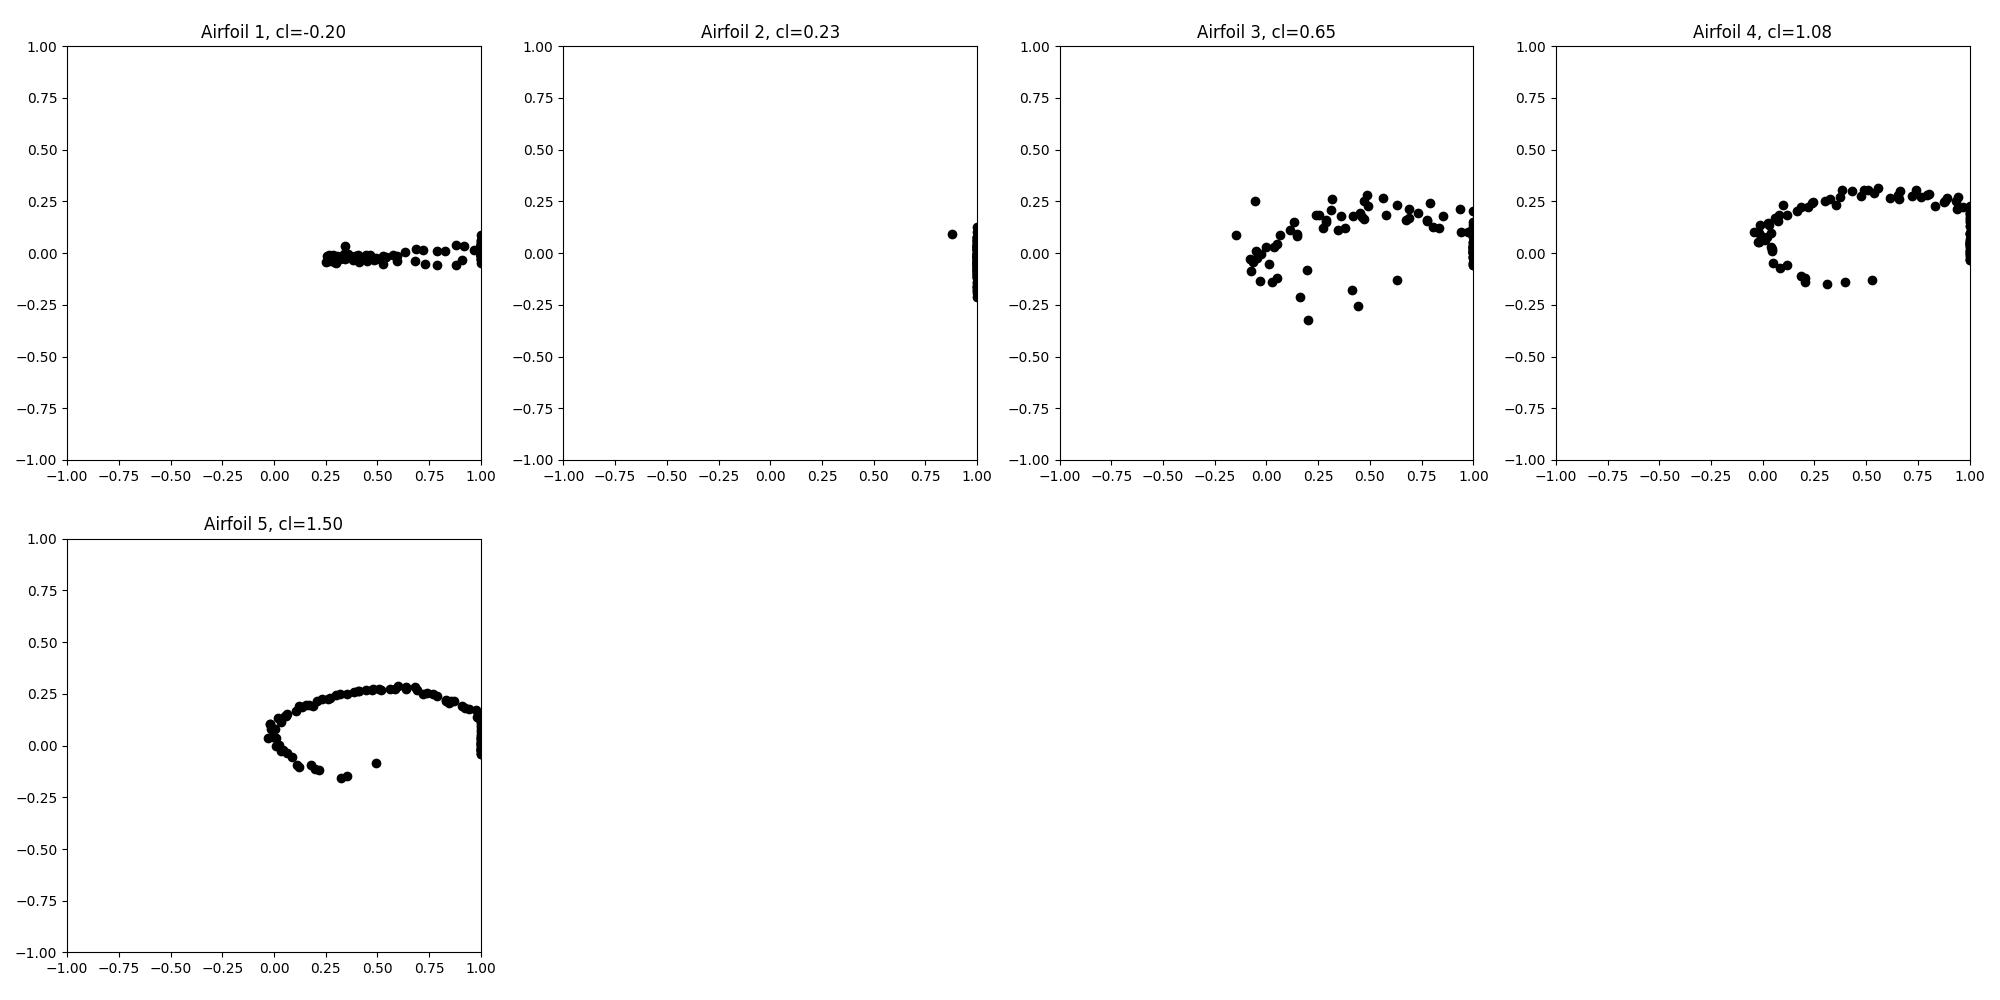 Airfoil 1, cl=-0.20
Airfoil 2, cl=0.23
Airfoil 3, cl=0.65
Airfoil 4, cl=1.08
1.00 1.00 1.00 1.00
0.75 0.75 0.75 0.75
0.50 0.50 0.50 0.50
0.25 0.25 0.25 0.25
0.00 0.00 0.00 0.00
−0.25 −0.25 −0.25 −0.25
−0.50 −0.50 −0.50 −0.50
−0.75 −0.75 −0.75 −0.75
−1.00 −1.00 −1.00 −1.00
−1.00 −0.75 −0.50 −0.25 0.00 0.25 0.50 0.75 1.00
−1.00 −0.75 −0.50 −0.25 0.00 0.25 0.50 0.75 1.00
−1.00 −0.75 −0.50 −0.25 0.00 0.25 0.50 0.75 1.00
−1.00 −0.75 −0.50 −0.25 0.00 0.25 0.50 0.75 1.00
Airfoil 5, cl=1.50
1.00
0.75
0.50
0.25
0.00
−0.25
−0.50
−0.75
−1.00
−1.00 −0.75 −0.50 −0.25 0.00 0.25 0.50 0.75 1.00